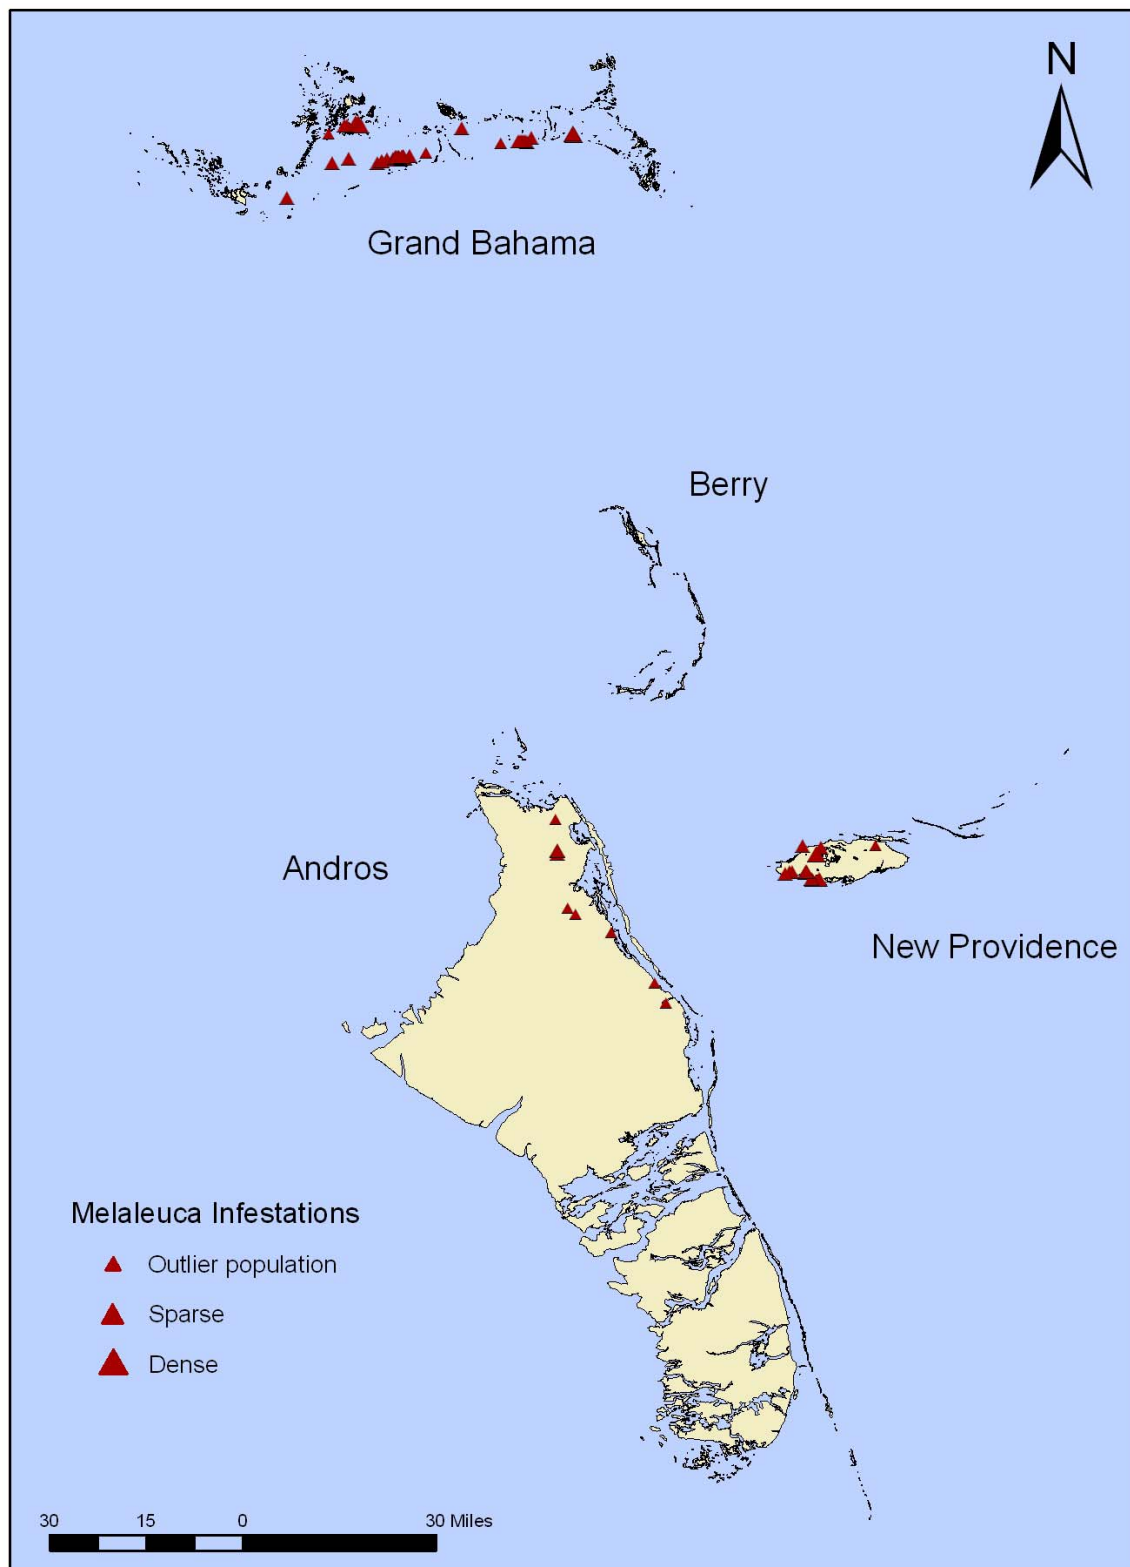 N
Grand Bahama
Berry
Andros
New Providence
Melaleuca Infestations
Outlier population
Sparse
Dense
30 15 0 30 Miles